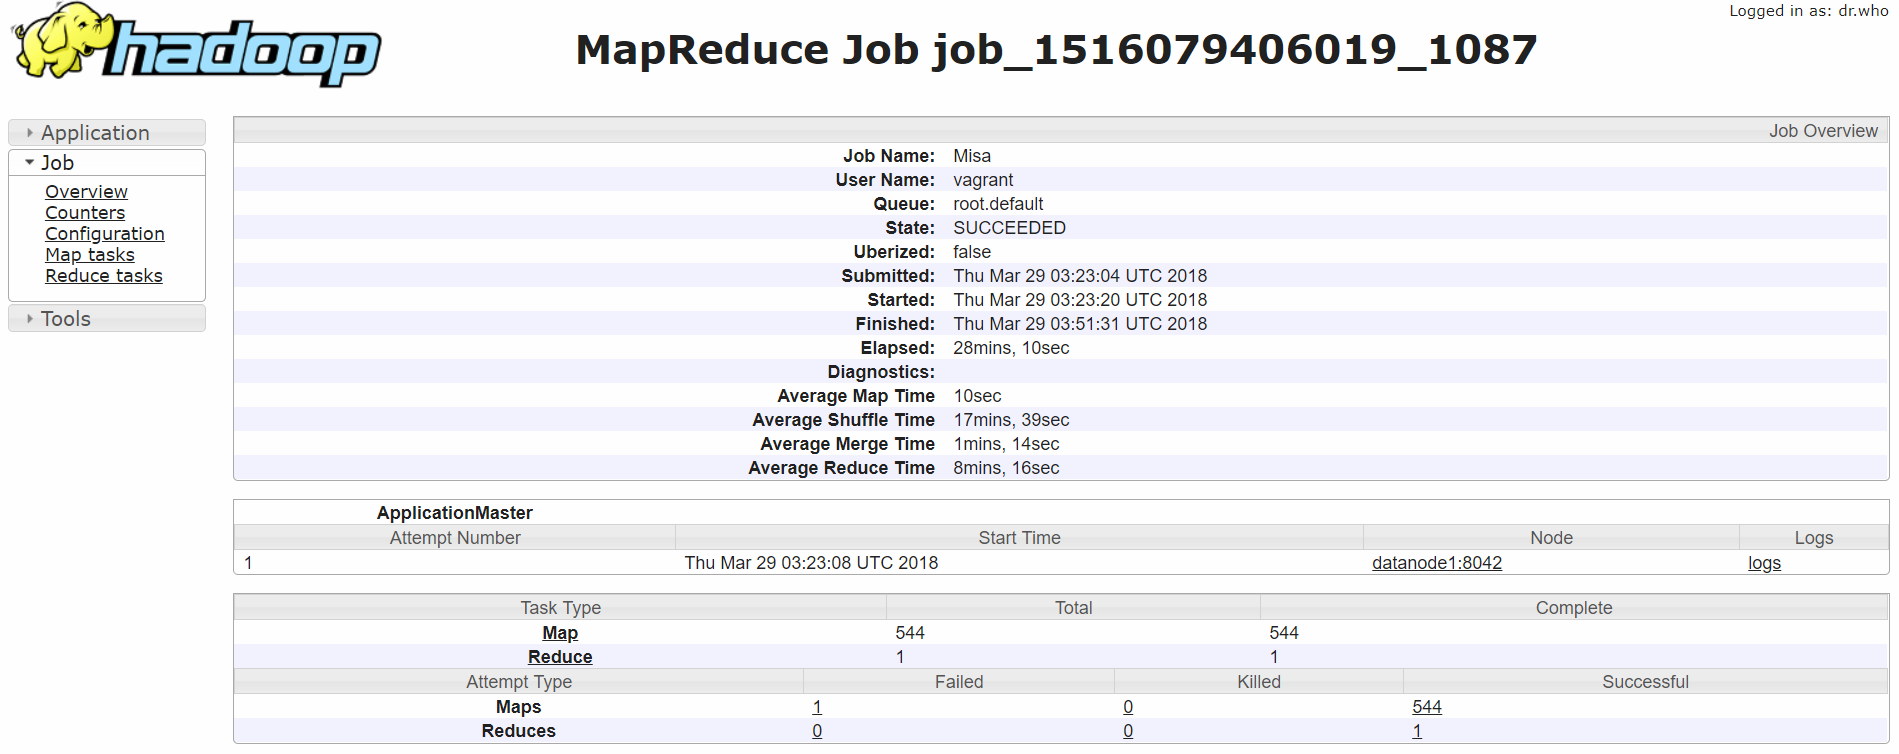 Logged in as: dr.who
hadoop
MapReduce Job job_1516079406019_1087
Application
Job
Overview
Counters
Configuration
Map tasks
Reduce tasks
Tools
Job Overview
Job Name: Misa
User Name: vagrant
Queue: root.default
State: SUCCEEDED
Uberized: false
Submitted: Thu Mar 29 03:23:04 UTC 2018
Started: Thu Mar 29 03:23:20 UTC 2018
Finished: Thu Mar 29 03:51:31 UTC 2018
Elapsed: 28mins, 10sec
Diagnostics:
Average Map Time 10sec
Average Shuffle Time 17mins, 39sec
Average Merge Time 1mins, 14sec
Average Reduce Time 8mins, 16sec
ApplicationMaster
Attempt Number Start Time Node Logs
1 Thu Mar 29 03:23:08 UTC 2018 datanode1:8042 logs
Task Type Total Complete
Map 544 544
Reduce 1 1
Attempt Type Failed Killed Successful
Maps 1 0 544
Reduces 0 0 1